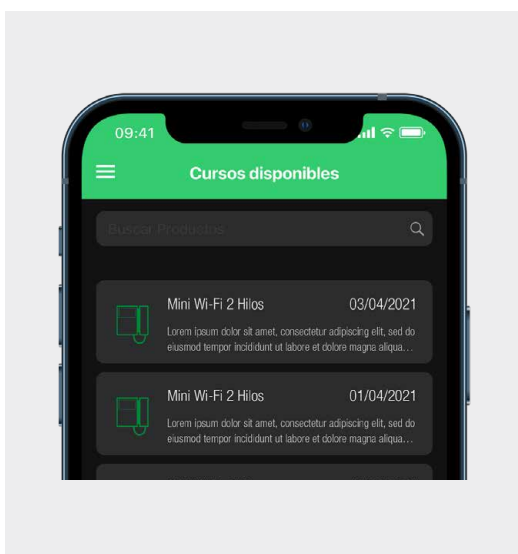 09:41
Cursos disponibles
Buscar Productos
Mini Wi-Fi 2 Hilos 03/04/2021
Lorem ipsum dolor sit amet, consectetur adipiscing elit, sed do
eiusmod tempor incididunt ut labore et dolore magna aliqua…
Mini Wi-Fi 2 Hilos 01/04/2021
Lorem ipsum dolor sit amet, consectetur adipiscing elit, sed do
eiusmod tempor incididunt ut labore et dolore magna aliqua…